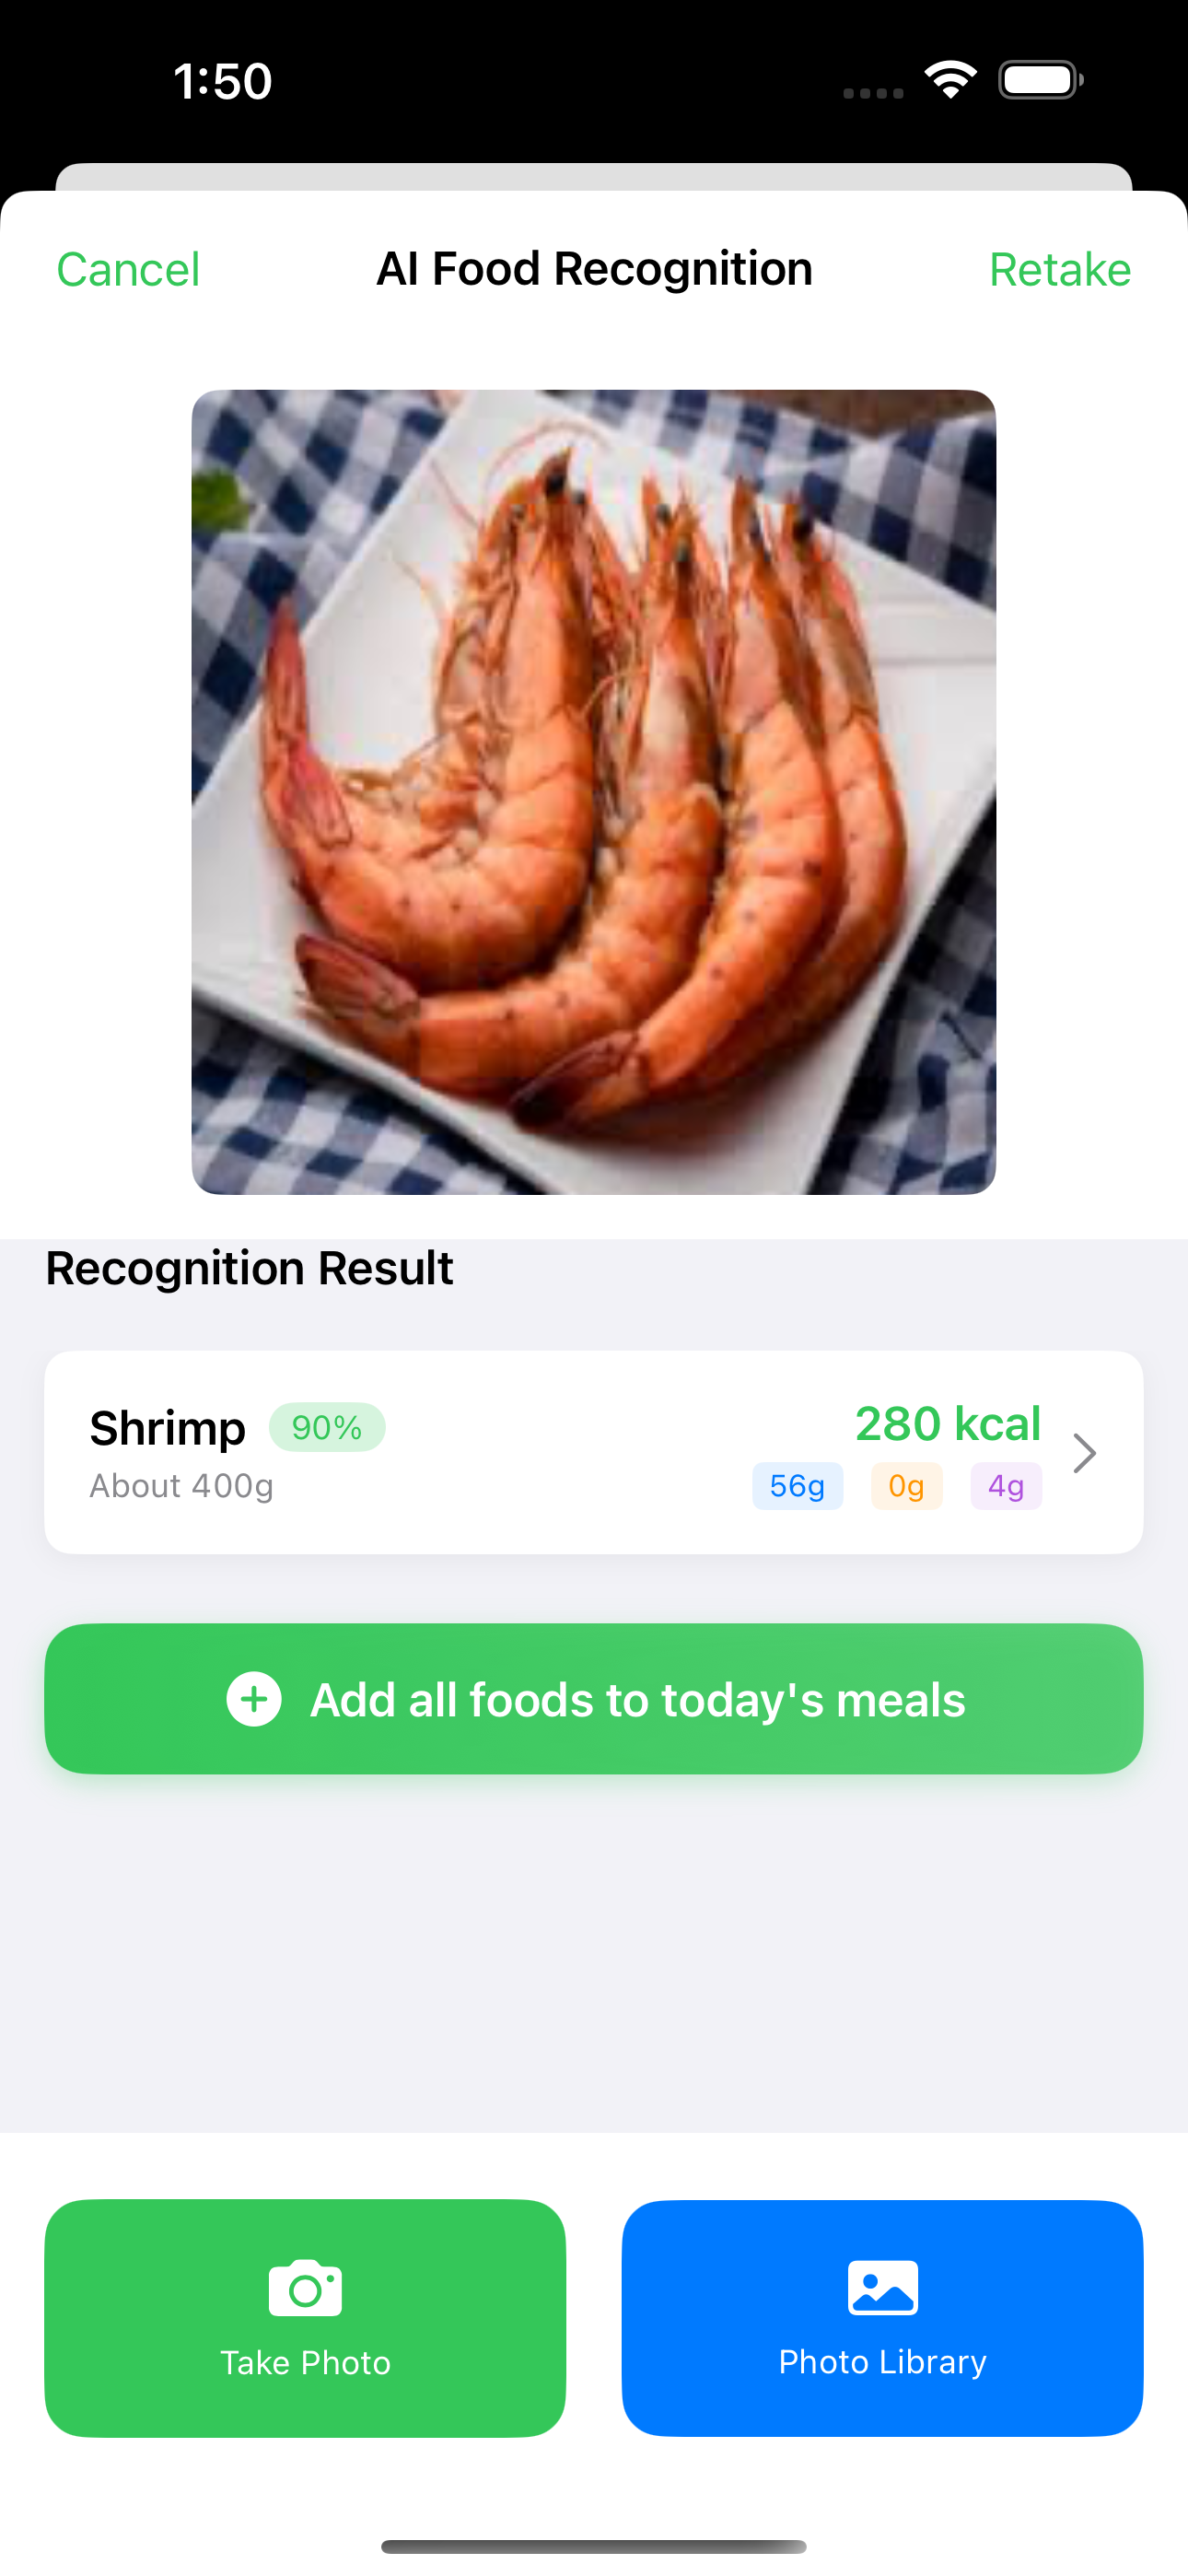 1:50
Cancel AI Food Recognition Retake
Recognition Result
Shrimp 90% 280 kcal
About 400g 56g 0g 4g
Add all foods to today's meals
Take Photo Photo Library